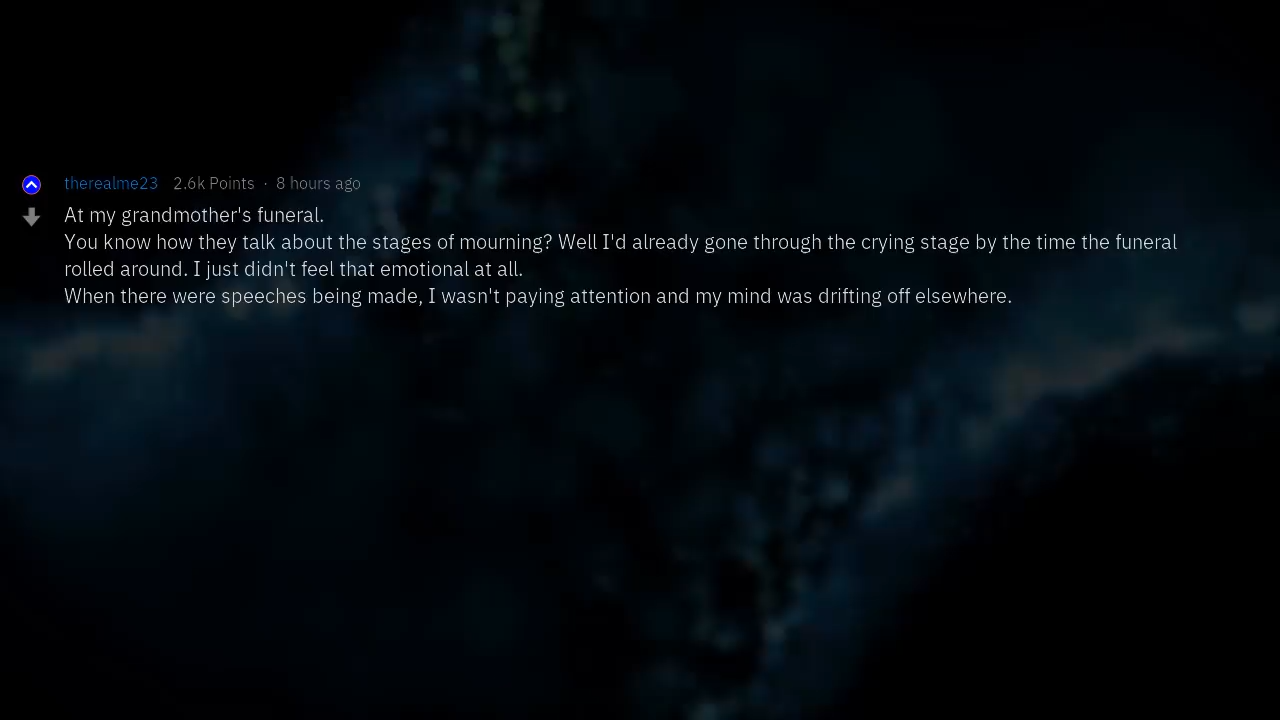 therealme23 2.6k Points · 8 hours ago
At my grandmother's funeral.
You know how they talk about the stages of mourning? Well I'd already gone through the crying stage by the time the funeral
rolled around. I just didn't feel that emotional at all.
When there were speeches being made, I wasn't paying attention and my mind was drifting off elsewhere.